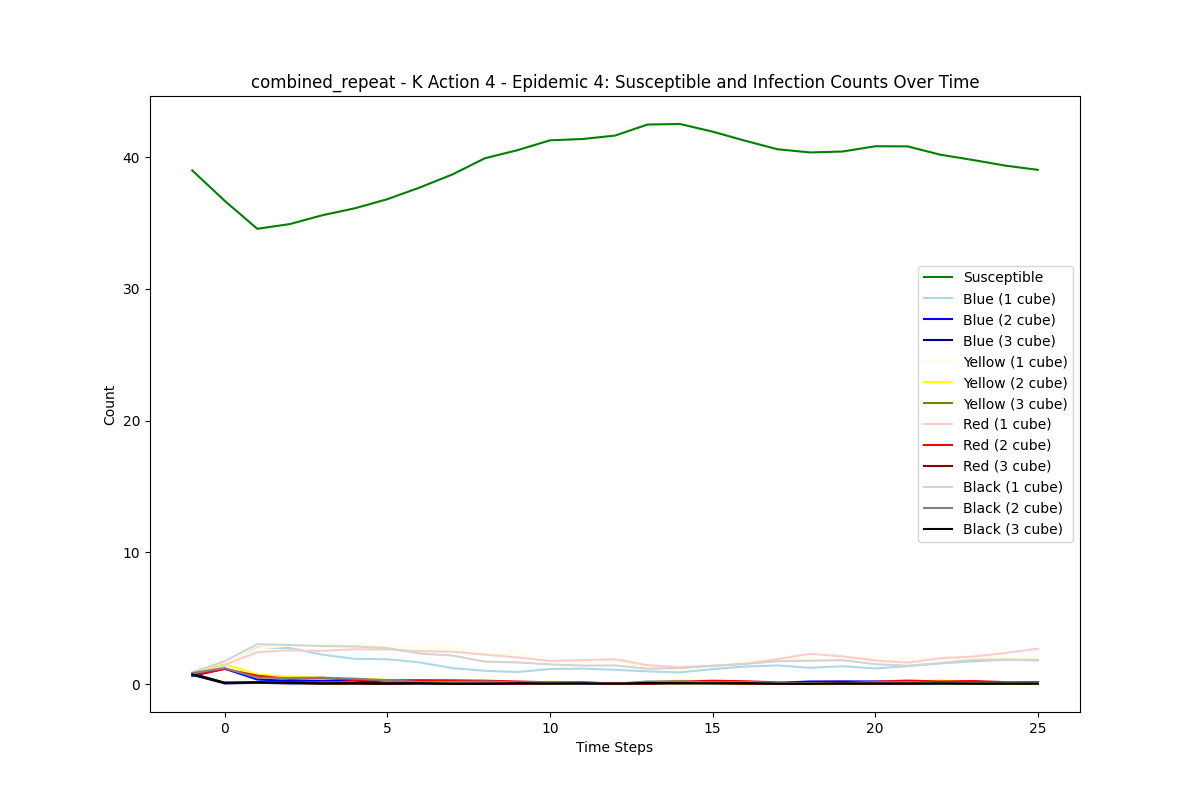 combined_repeat - K Action 4 - Epidemic 4: Susceptible and Infection Counts Over Time
40
30
20
10
0
Count
Susceptible
Blue (1 cube)
Blue (2 cube)
Blue (3 cube)
Yellow (1 cube)
Yellow (2 cube)
Yellow (3 cube)
Red (1 cube)
Red (2 cube)
Red (3 cube)
Black (1 cube)
Black (2 cube)
Black (3 cube)
0 5 10 15 20 25
Time Steps